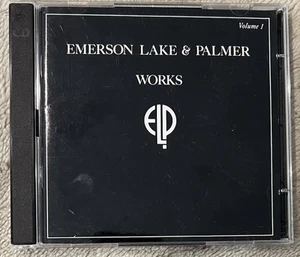 Volume 1
EMERSON LAKE & PALMER
WORKS
ELP